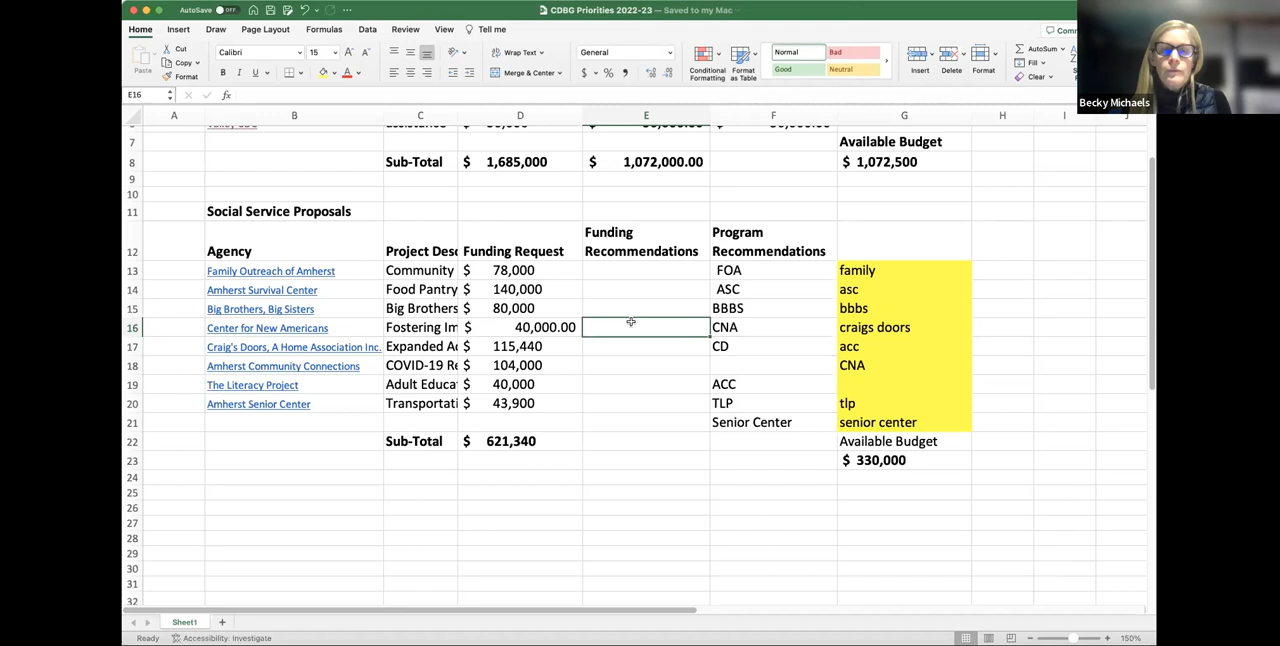 AutoSave OFF CDBG Priorities 2022-23 — Saved to my Mac
Home Insert Draw Page Layout Formulas Data Review View Tell me
Paste Cut Copy Format Calibri 15 Wrap Text Merge & Center General Conditional Formatting Format as Table Normal Bad Good Neutral Insert Delete Format AutoSum Fill Clear
Becky Michaels
E16 fx
A B C D E F G H I
7 Available Budget
8 Sub-Total $ 1,685,000 $ 1,072,000.00 $ 1,072,500
9
10
11 Social Service Proposals
12 Agency Project Desc Funding Request Funding Recommendations Program Recommendations
13 Family Outreach of Amherst Community $ 78,000 FOA family
14 Amherst Survival Center Food Pantry $ 140,000 ASC asc
15 Big Brothers, Big Sisters Big Brothers $ 80,000 BBBS bbbs
16 Center for New Americans Fostering Im $ 40,000.00 CNA craigs doors
17 Craig's Doors, A Home Association Inc. Expanded Ac $ 115,440 CD acc
18 Amherst Community Connections COVID-19 Re $ 104,000 CNA
19 The Literacy Project Adult Educa $ 40,000 ACC
20 Amherst Senior Center Transportati $ 43,900 TLP tlp
21 Senior Center senior center
22 Sub-Total $ 621,340 Available Budget
23 $ 330,000
24
25
26
27
28
29
30
31
32
Sheet1 +
Ready Accessibility: Investigate 150%